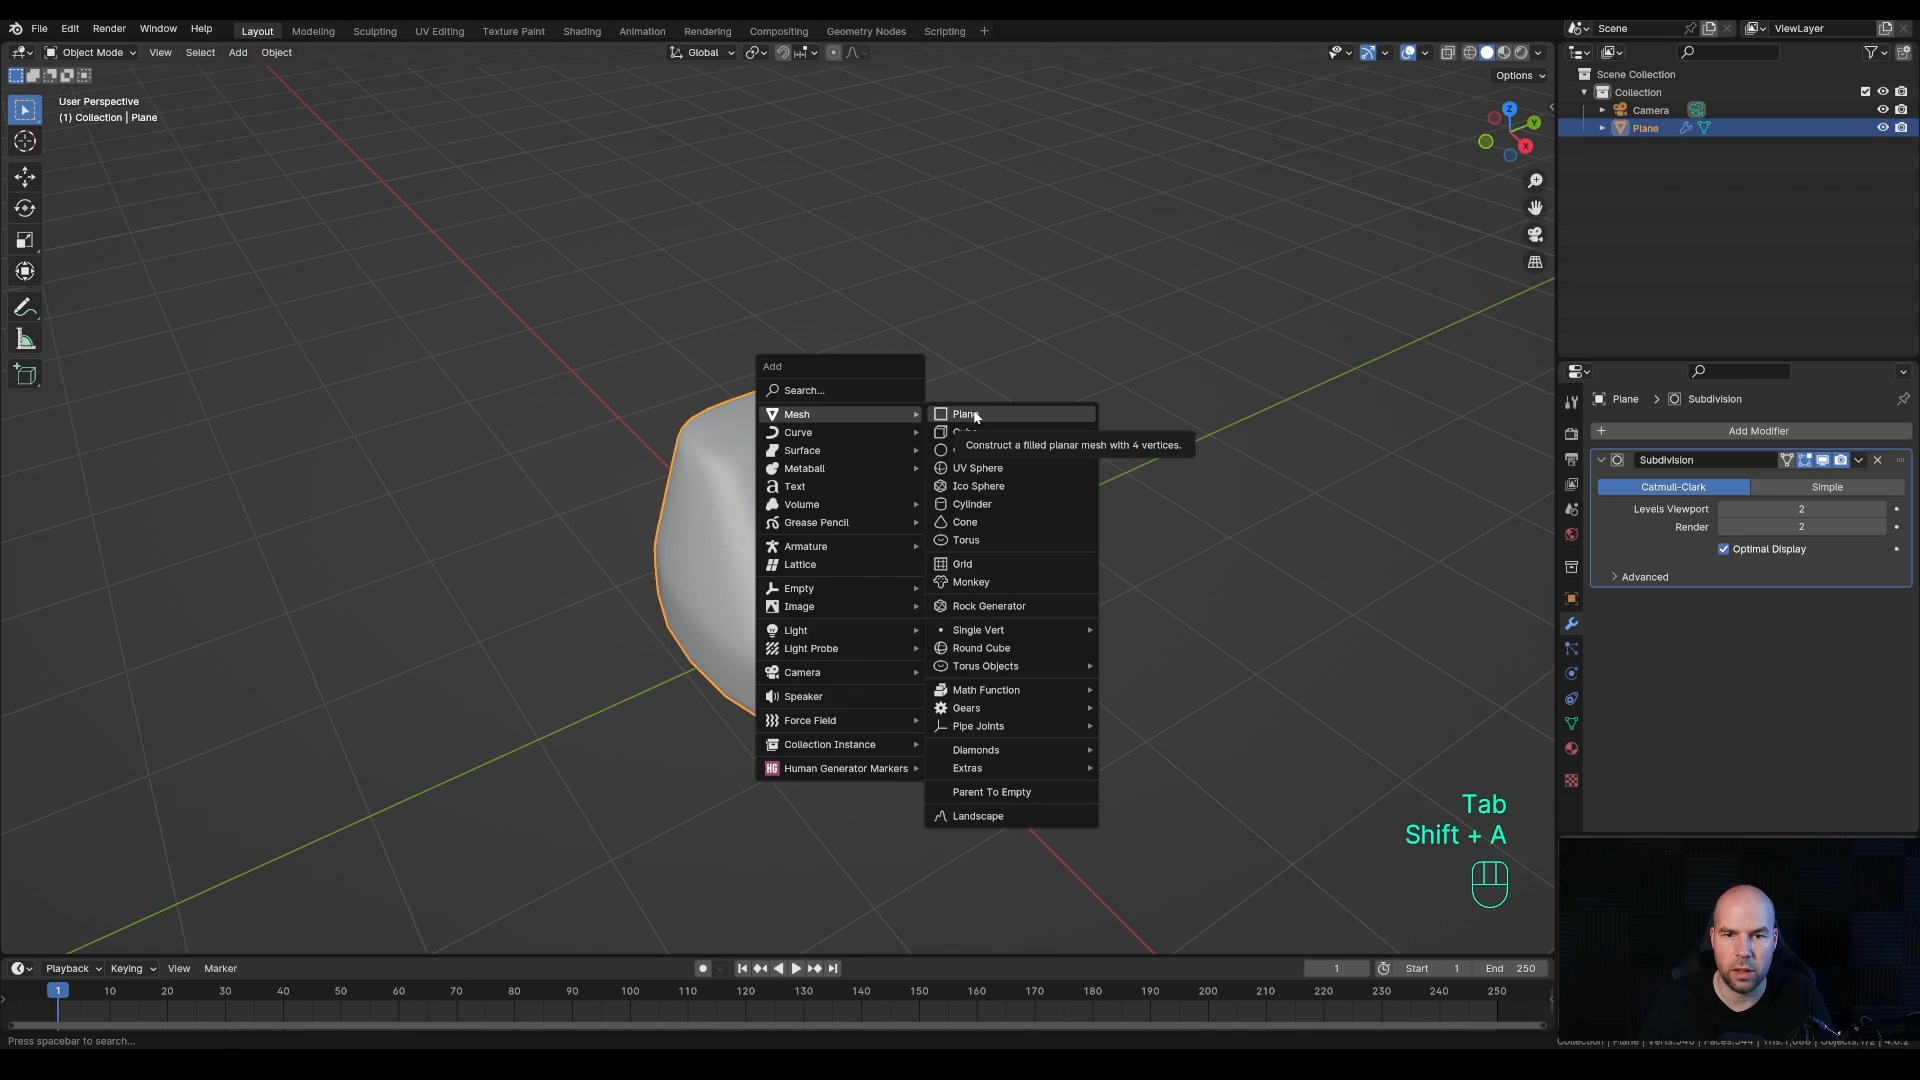 File Edit Render Window Help Layout Modeling Sculpting UV Editing Texture Paint Shading Animation Rendering Compositing Geometry Nodes Scripting + Scene ViewLayer
Object Mode View Select Add Object Global
Options
User Perspective
(1) Collection | Plane
Z
Y
X
Scene Collection
Collection
Camera
Plane
Plane > Subdivision
+ Add Modifier
Subdivision
Catmull-Clark Simple
Levels Viewport 2
Render 2
Optimal Display
Advanced
Add
Search...
Mesh
Curve
Surface
Metaball
Text
Volume
Grease Pencil
Armature
Lattice
Empty
Image
Light
Light Probe
Camera
Speaker
Force Field
Collection Instance
HG Human Generator Markers
Plane
Construct a filled planar mesh with 4 vertices.
UV Sphere
Ico Sphere
Cylinder
Cone
Torus
Grid
Monkey
Rock Generator
Single Vert
Round Cube
Torus Objects
Math Function
Gears
Pipe Joints
Diamonds
Extras
Parent To Empty
Landscape
Tab
Shift + A
Playback Keying View Marker 1 Start 1 End 250
1 10 20 30 40 50 60 70 80 90 100 110 120 130 140 150 160 170 180 190 200 210 220 230 240 250
Press spacebar to search...